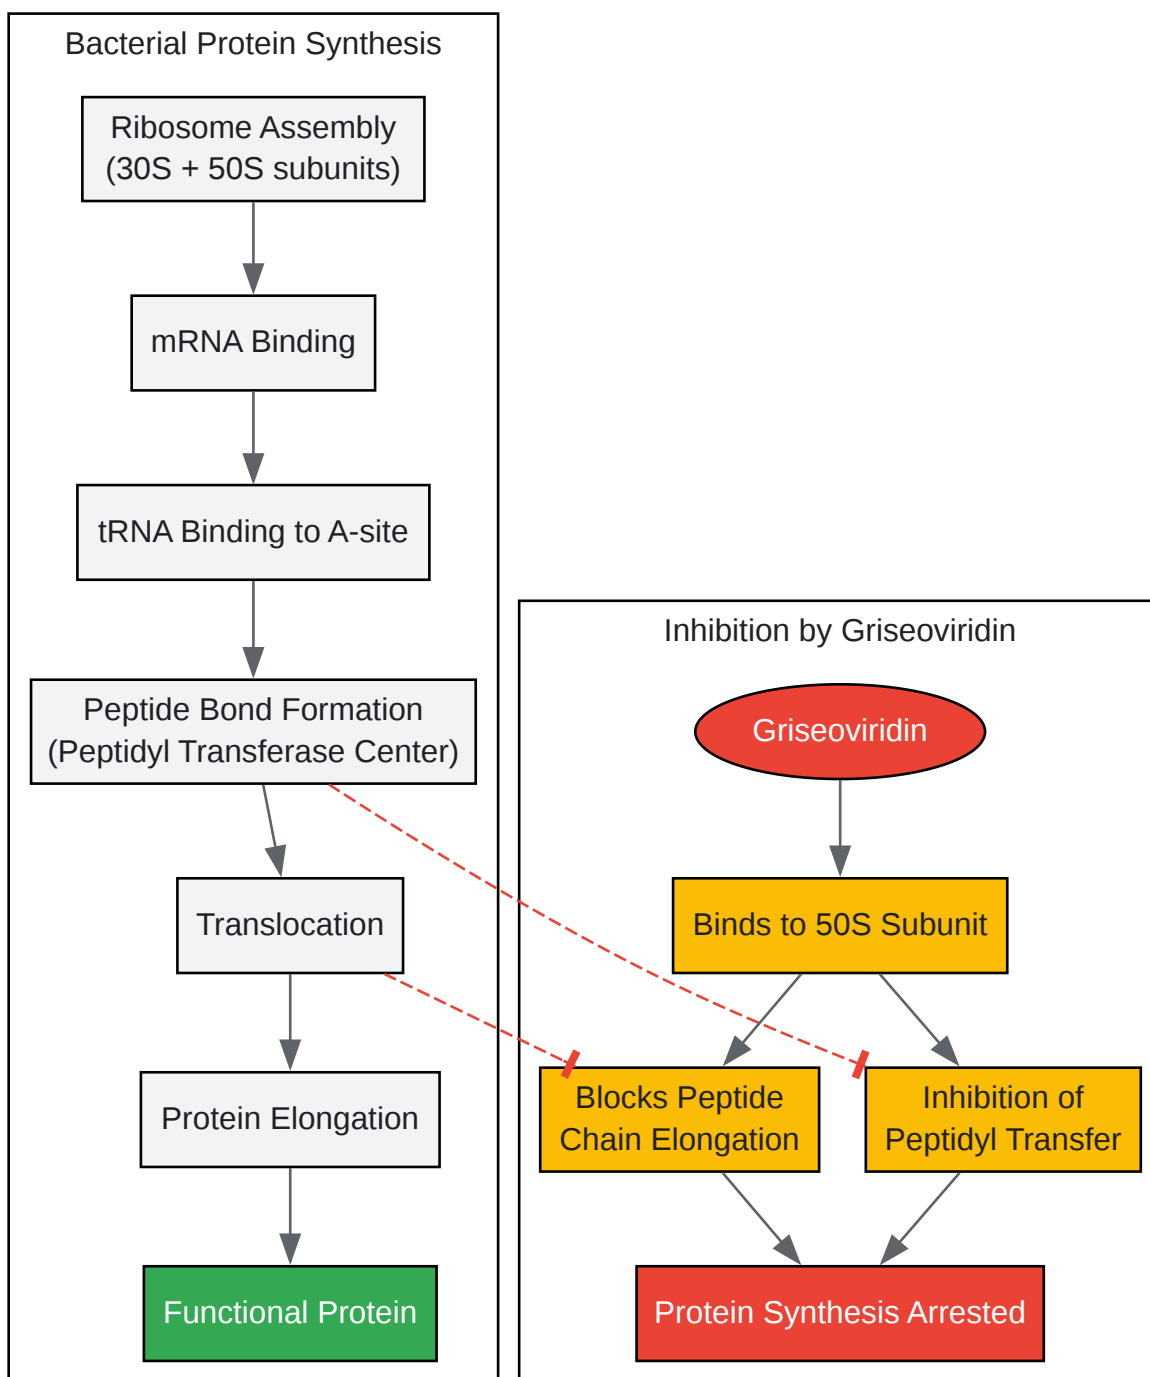 Bacterial Protein Synthesis
Ribosome Assembly
(30S + 50S subunits)
mRNA Binding
tRNA Binding to A-site
Peptide Bond Formation
(Peptidyl Transferase Center)
Translocation
Protein Elongation
Functional Protein
Inhibition by Griseoviridin
Griseoviridin
Binds to 50S Subunit
Blocks Peptide
Chain Elongation
Inhibition of
Peptidyl Transfer
Protein Synthesis Arrested